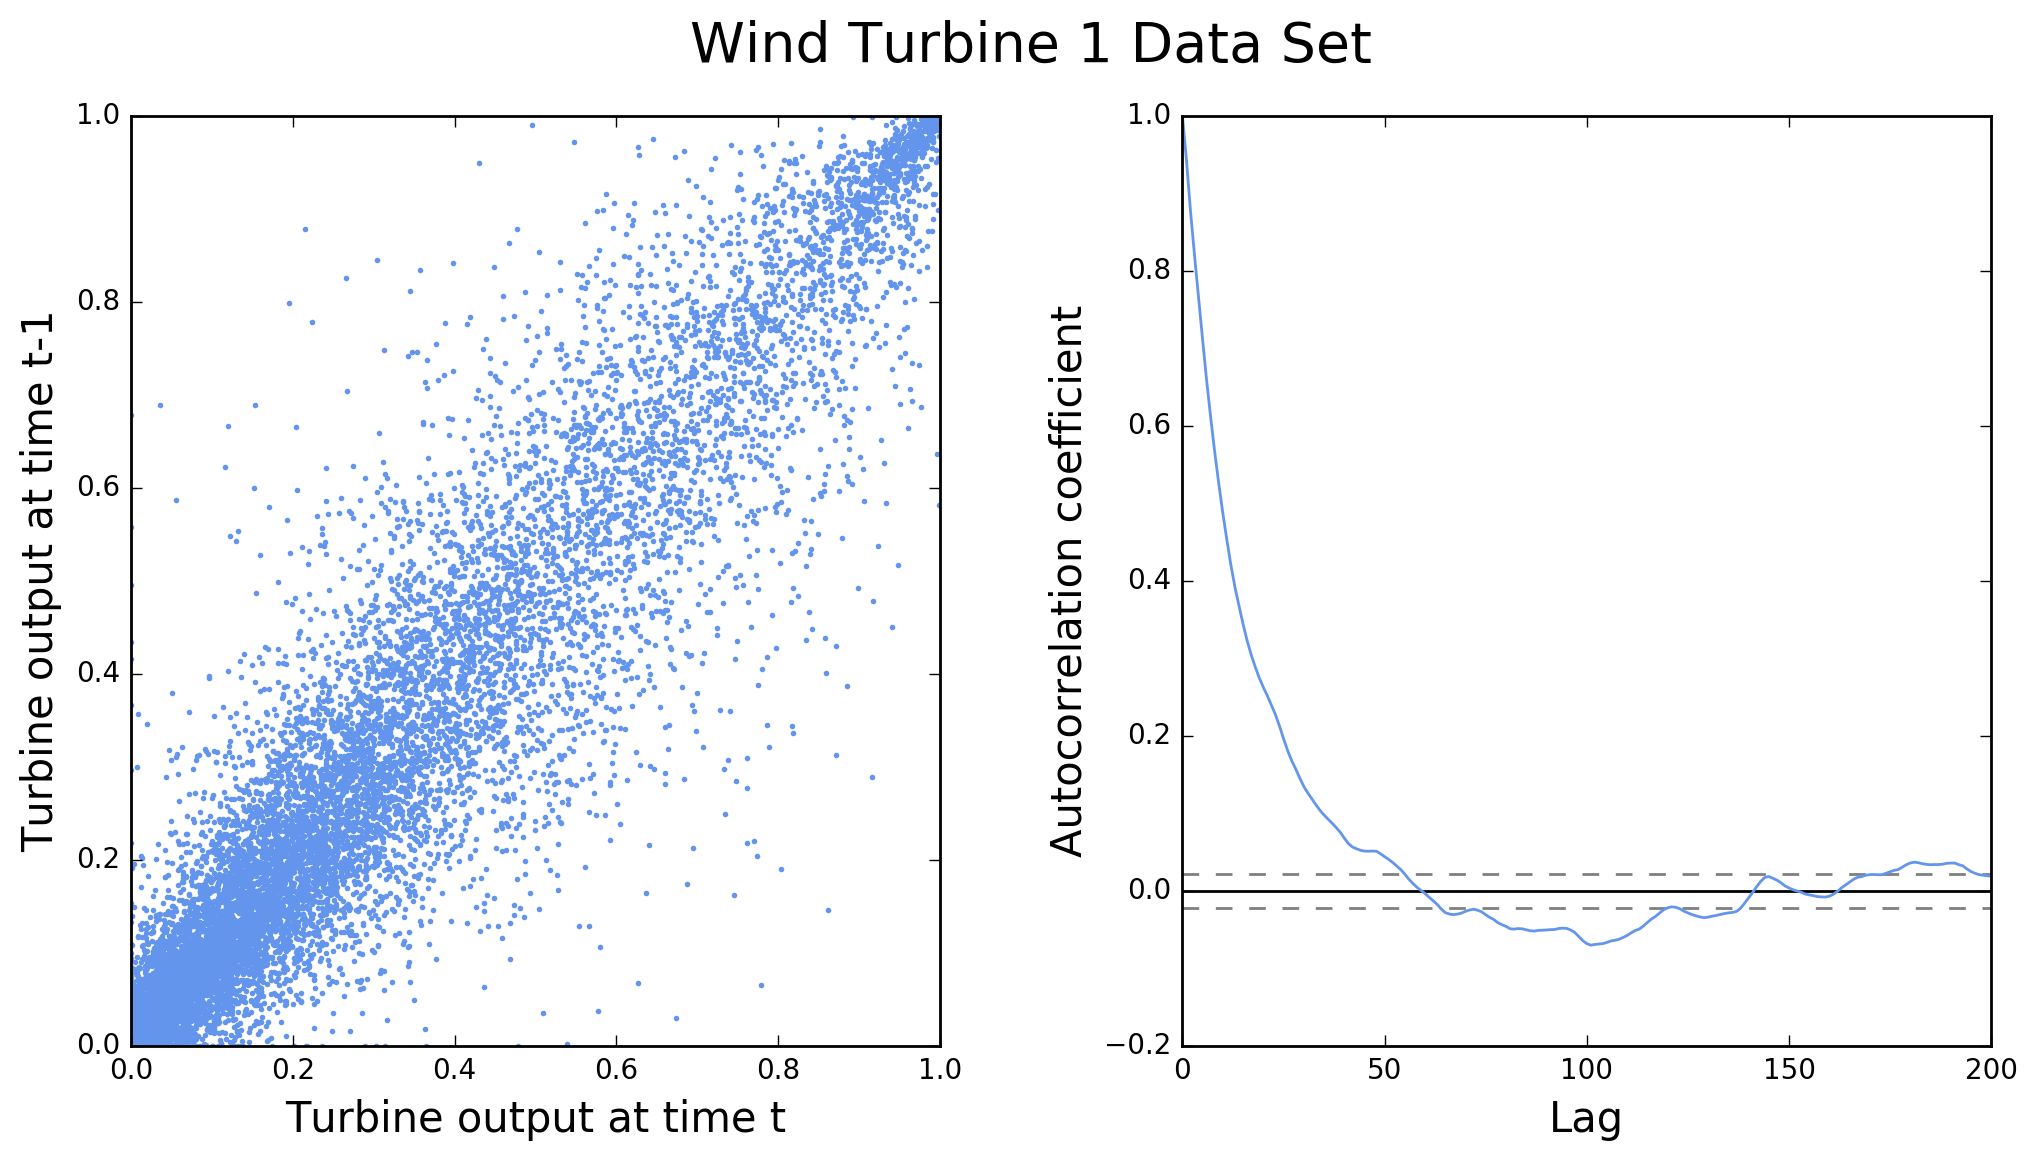 Wind Turbine 1 Data Set
Turbine output at time t-1
1.0
0.8
0.6
0.4
0.2
0.0
0.0 0.2 0.4 0.6 0.8 1.0
Turbine output at time t
Autocorrelation coefficient
1.0
0.8
0.6
0.4
0.2
0.0
−0.2
0 50 100 150 200
Lag